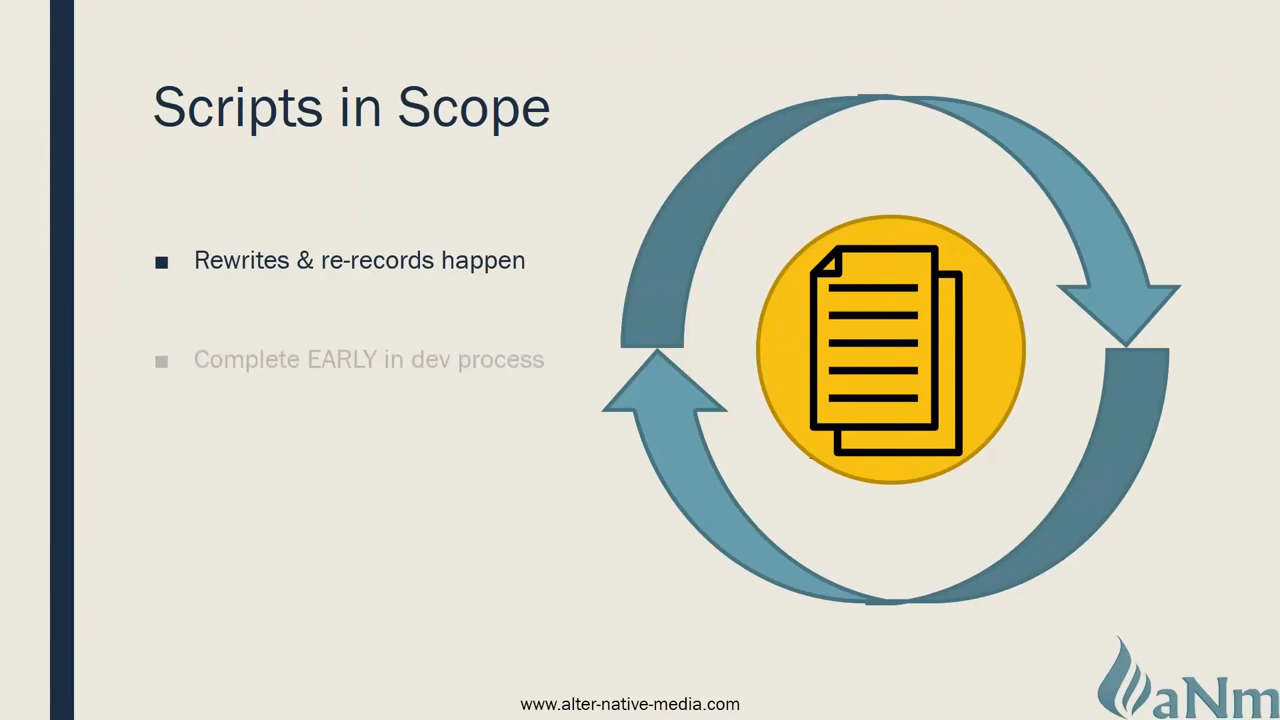 Scripts in Scope
■ Rewrites & re-records happen
■ Complete EARLY in dev process
www.alter-native-media.com
aNm